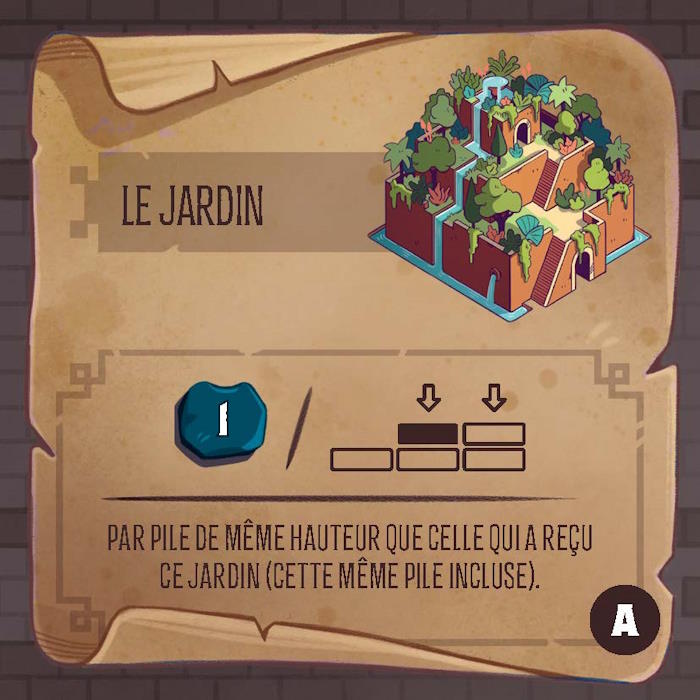 LE JARDIN
1
PAR PILE DE MÊME HAUTEUR QUE CELLE QUI A REÇU
CE JARDIN (CETTE MÊME PILE INCLUSE).
A